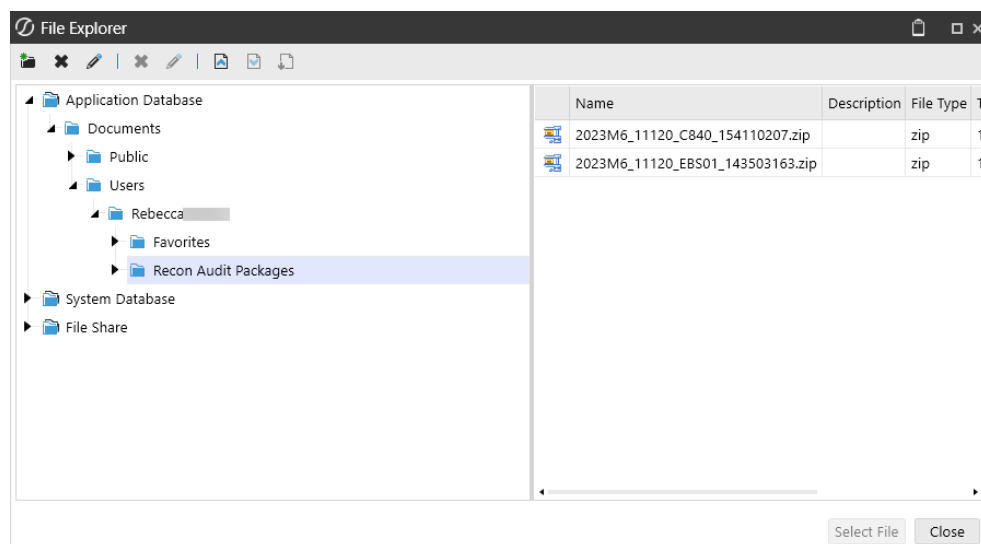 File Explorer
Application Database
Documents
Public
Users
Rebecca
Favorites
Recon Audit Packages
System Database
File Share
Name Description File Type
2023M6_11120_C840_154110207.zip zip
2023M6_11120_EBS01_143503163.zip zip
Select File Close